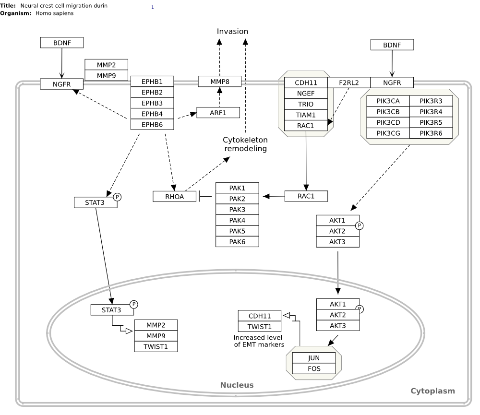 Title: Neural crest cell migration durin
Organism: Homo sapiens
Invasion
BDNF
BDNF
MMP2
MMP9
NGFR
EPHB1
EPHB2
EPHB3
EPHB4
EPHB6
MMP8
ARF1
CDH11
NGEF
TRIO
TIAM1
RAC1
F2RL2
NGFR
PIK3CA
PIK3R3
PIK3CB
PIK3R4
PIK3CD
PIK3R5
PIK3CG
PIK3R6
Cytokeleton
remodeling
STAT3
P
RHOA
PAK1
PAK2
PAK3
PAK4
PAK5
PAK6
RAC1
AKT1
AKT2
AKT3
P
STAT3
P
MMP2
MMP9
TWIST1
CDH11
TWIST1
Increased level
of EMT markers
AKT1
AKT2
AKT3
P
JUN
FOS
Nucleus
Cytoplasm